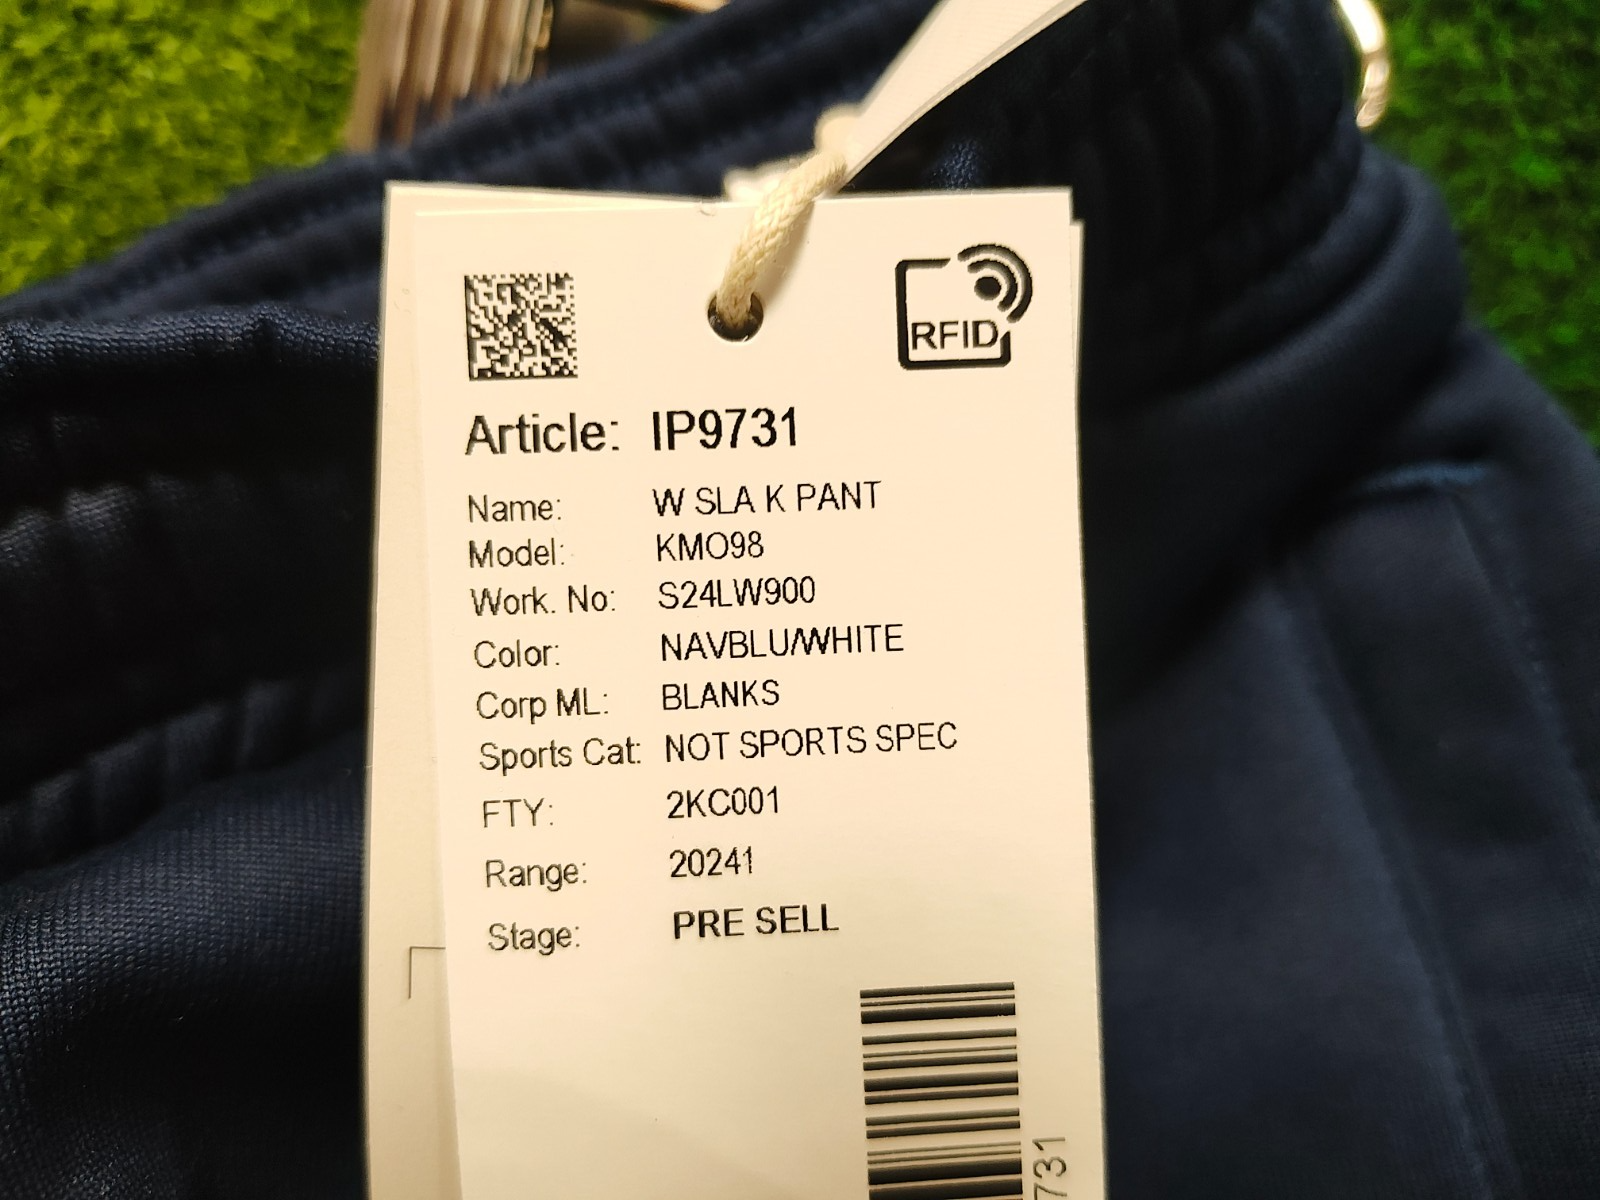 RFID
Article: IP9731
Name: W SLA K PANT
Model: KMO98
Work. No: S24LW900
Color: NAVBLU/WHITE
Corp ML: BLANKS
Sports Cat: NOT SPORTS SPEC
FTY: 2KC001
Range: 20241
Stage: PRE SELL
731